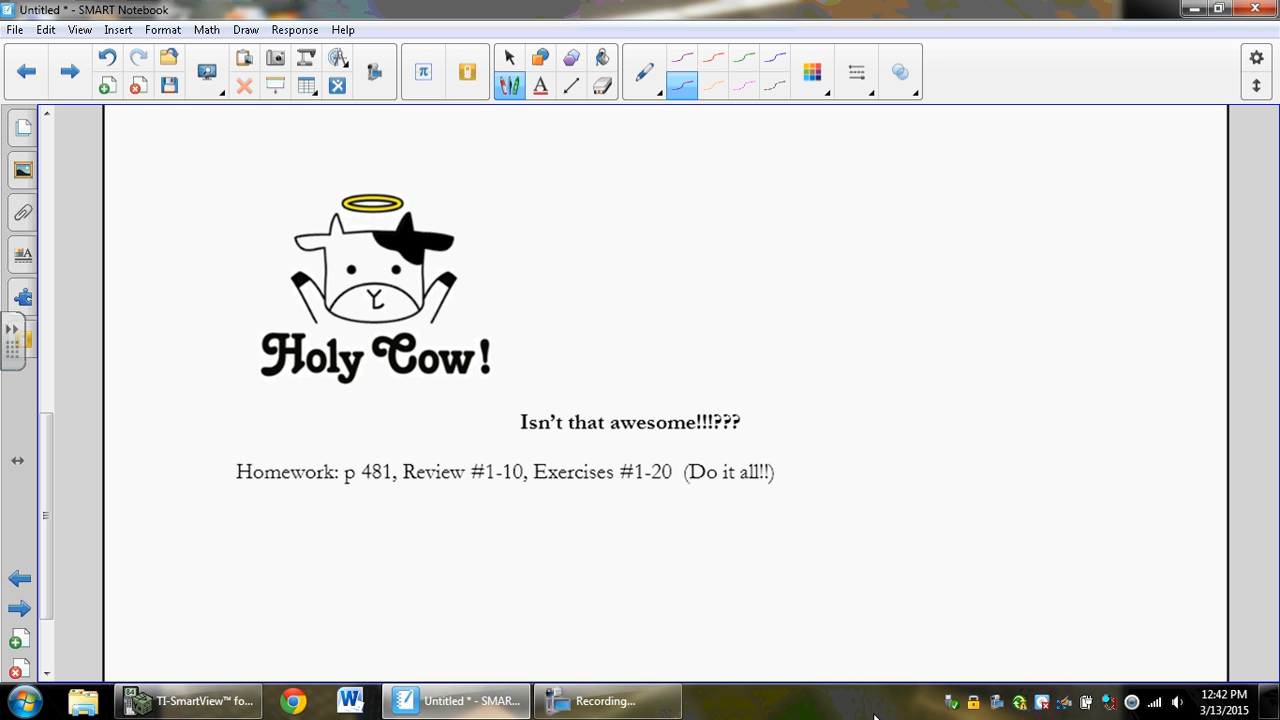 Untitled * - SMART Notebook
File Edit View Insert Format Math Draw Response Help
Holy Cow!
Isn't that awesome!!!???
Homework: p 481, Review #1-10, Exercises #1-20 (Do it all!!)
TI-SmartView™ fo...
Untitled * - SMAR...
Recording...
12:42 PM
3/13/2015